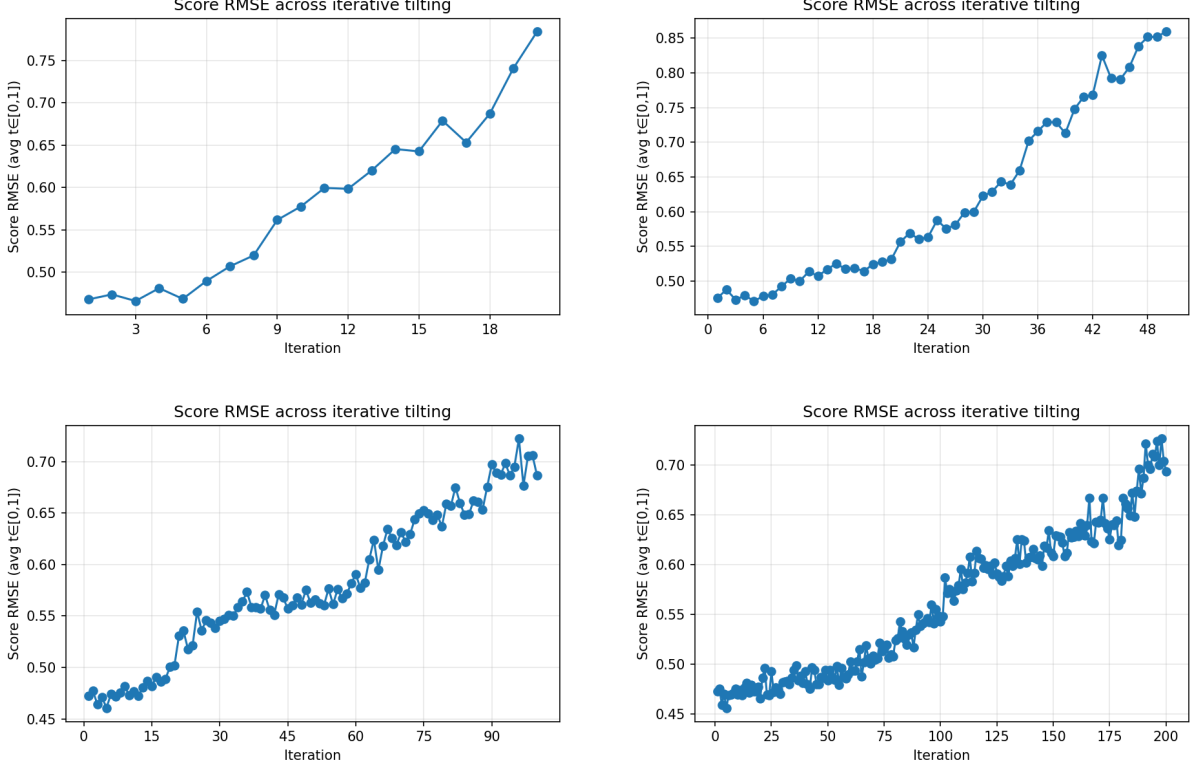 Score RMSE across iterative tilting
Score RMSE (avg t∈[0,1])
0.75
0.70
0.65
0.60
0.55
0.50
3 6 9 12 15 18
Iteration
Score RMSE across iterative tilting
Score RMSE (avg t∈[0,1])
0.85
0.80
0.75
0.70
0.65
0.60
0.55
0.50
0 6 12 18 24 30 36 42 48
Iteration
Score RMSE across iterative tilting
Score RMSE (avg t∈[0,1])
0.70
0.65
0.60
0.55
0.50
0.45
0 15 30 45 60 75 90
Iteration
Score RMSE across iterative tilting
Score RMSE (avg t∈[0,1])
0.70
0.65
0.60
0.55
0.50
0.45
0 25 50 75 100 125 150 175 200
Iteration